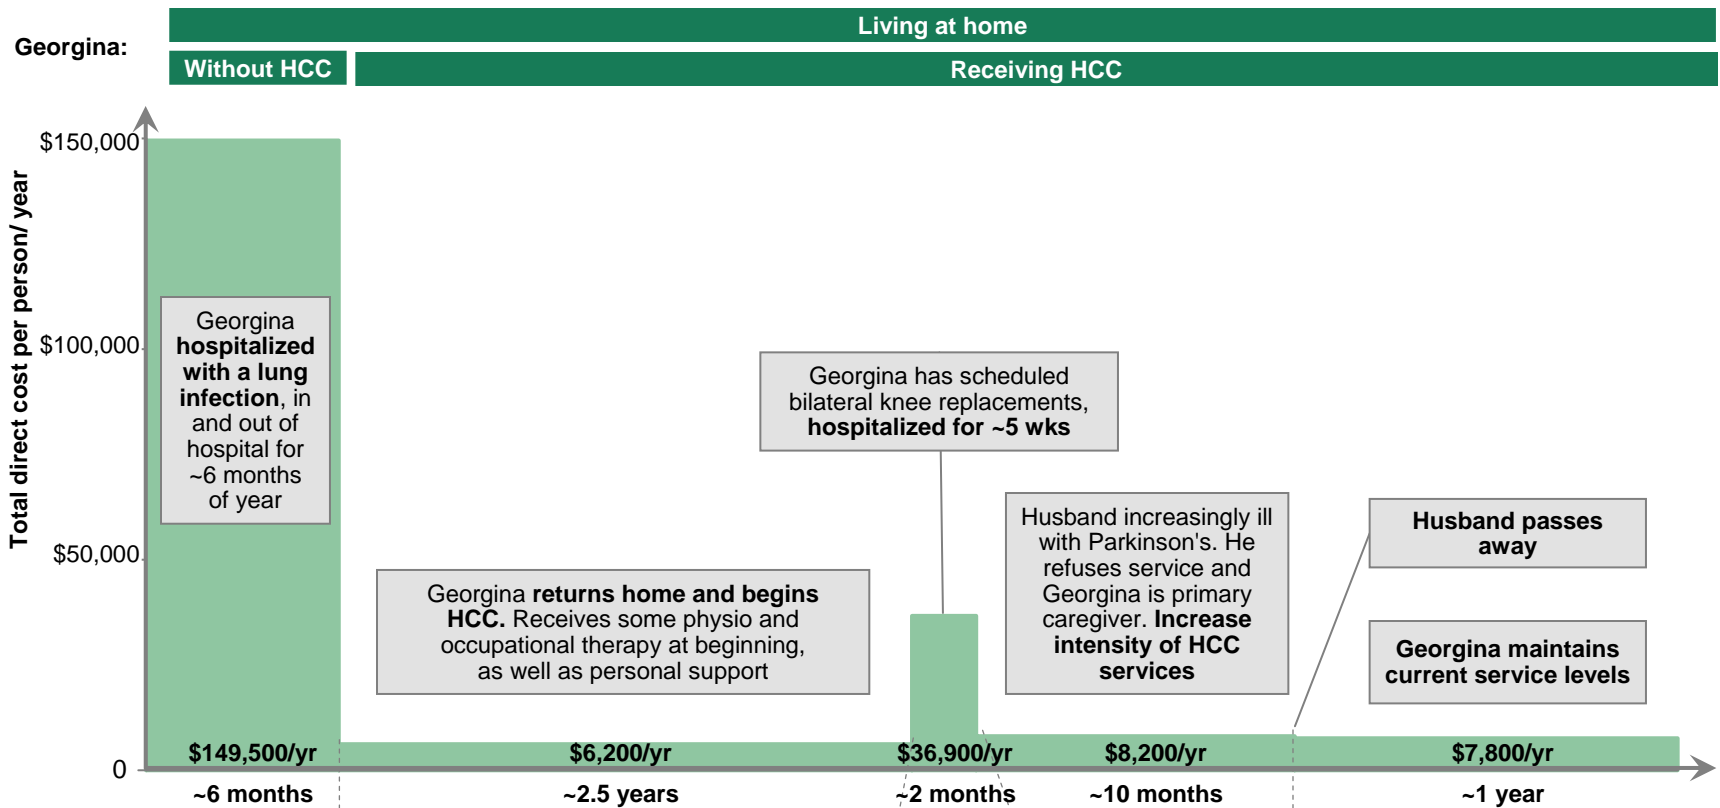 Living at home
Georgina:
Without HCC
Receiving HCC
Total direct cost per person/ year
$150,000
$100,000
$50,000
0
Georgina
hospitalized
with a lung
infection, in
and out of
hospital for
~6 months
of year
Georgina returns home and begins
HCC. Receives some physio and
occupational therapy at beginning,
as well as personal support
Georgina has scheduled
bilateral knee replacements,
hospitalized for ~5 wks
Husband increasingly ill
with Parkinson's. He
refuses service and
Georgina is primary
caregiver. Increase
intensity of HCC
services
Husband passes
away
Georgina maintains
current service levels
$149,500/yr
$6,200/yr
$36,900/yr
$8,200/yr
$7,800/yr
~6 months
~2.5 years
~2 months
~10 months
~1 year